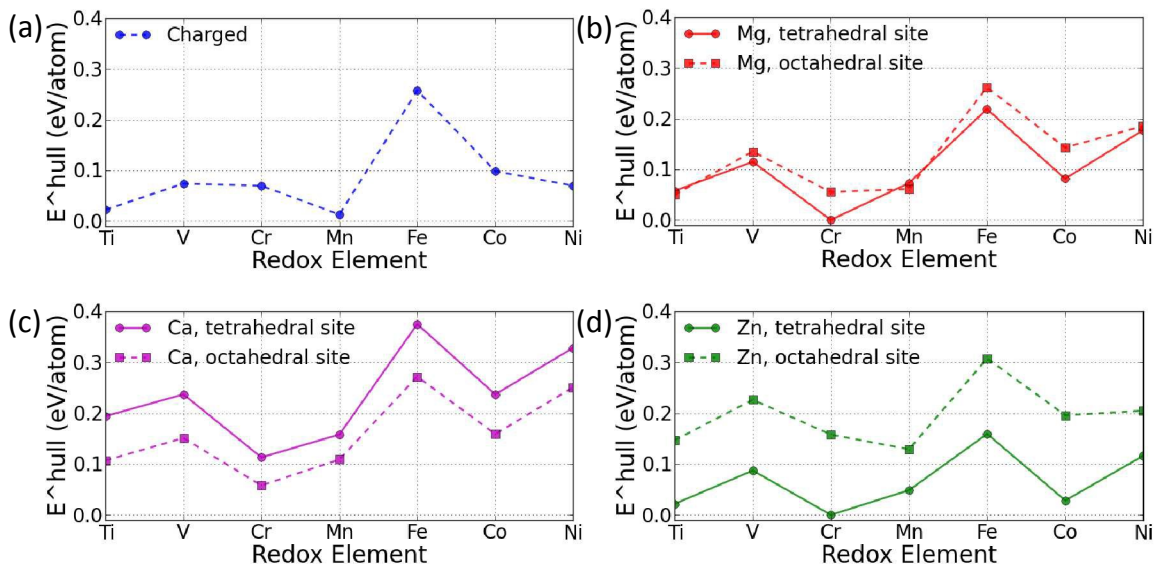 (a)
0.4
0.3
0.2
0.1
0.0
E^hull (eV/atom)
Charged
Ti V Cr Mn Fe Co Ni
Redox Element
(b)
0.4
0.3
0.2
0.1
0.0
E^hull (eV/atom)
Mg, tetrahedral site
Mg, octahedral site
Ti V Cr Mn Fe Co Ni
Redox Element
(c)
0.4
0.3
0.2
0.1
0.0
E^hull (eV/atom)
Ca, tetrahedral site
Ca, octahedral site
Ti V Cr Mn Fe Co Ni
Redox Element
(d)
0.4
0.3
0.2
0.1
0.0
E^hull (eV/atom)
Zn, tetrahedral site
Zn, octahedral site
Ti V Cr Mn Fe Co Ni
Redox Element